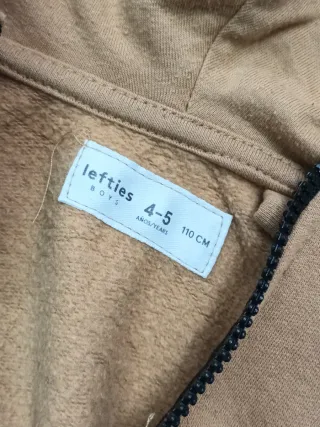 lefties
BOYS
4-5
AÑOS/YEARS
110 CM